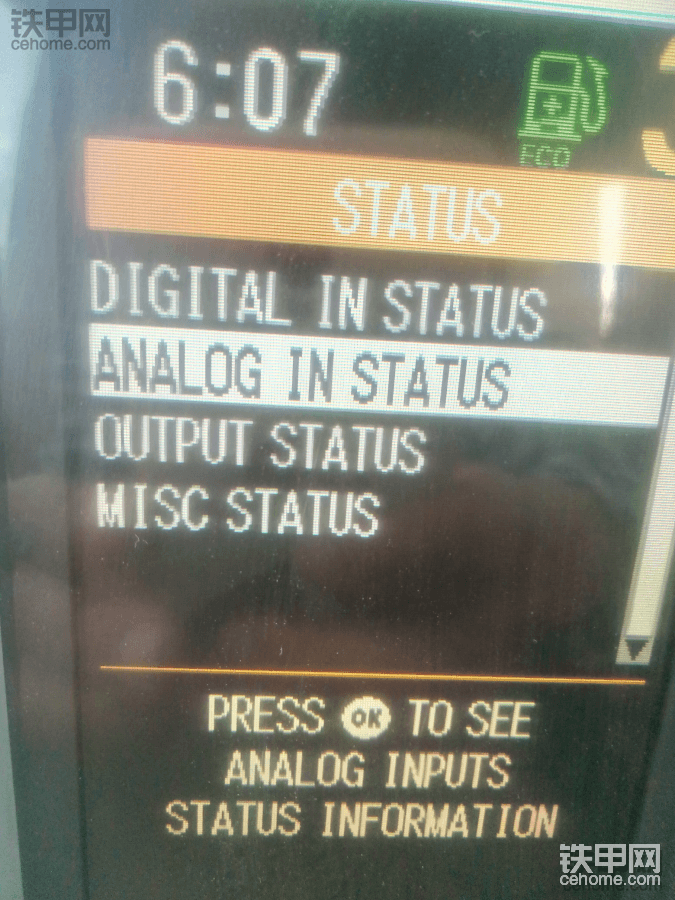 铁甲网
cehome.com
6:07
ECO
STATUS
DIGITAL IN STATUS
ANALOG IN STATUS
OUTPUT STATUS
MISC STATUS
PRESS OK TO SEE
ANALOG INPUTS
STATUS INFORMATION
铁甲网
cehome.com